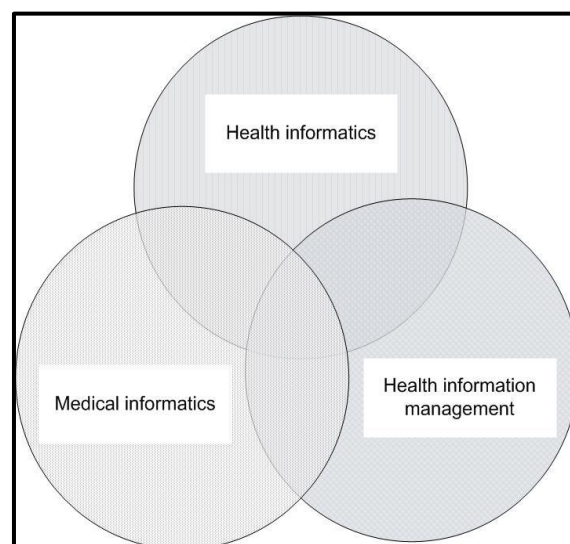 Health informatics
Medical informatics
Health information
management